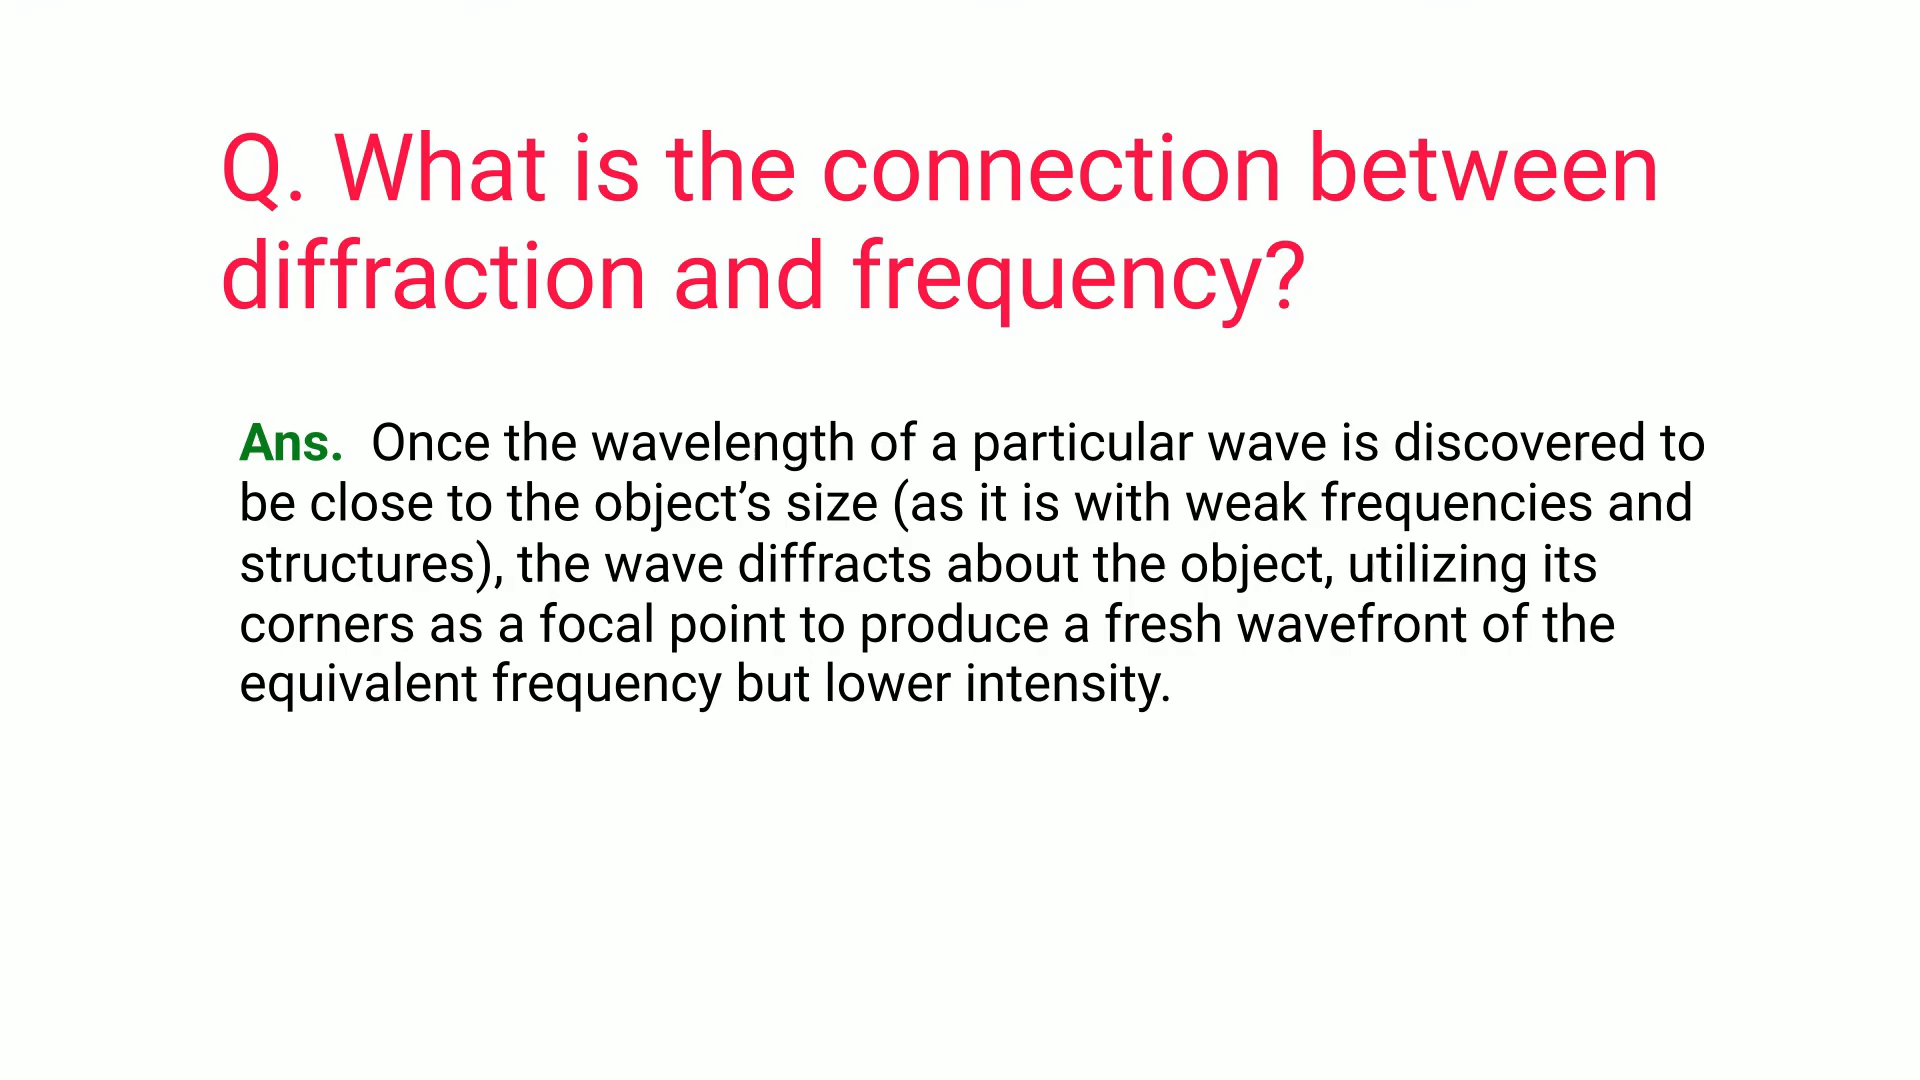 Q. What is the connection between
diffraction and frequency?
Ans. Once the wavelength of a particular wave is discovered to
be close to the object’s size (as it is with weak frequencies and
structures), the wave diffracts about the object, utilizing its
corners as a focal point to produce a fresh wavefront of the
equivalent frequency but lower intensity.